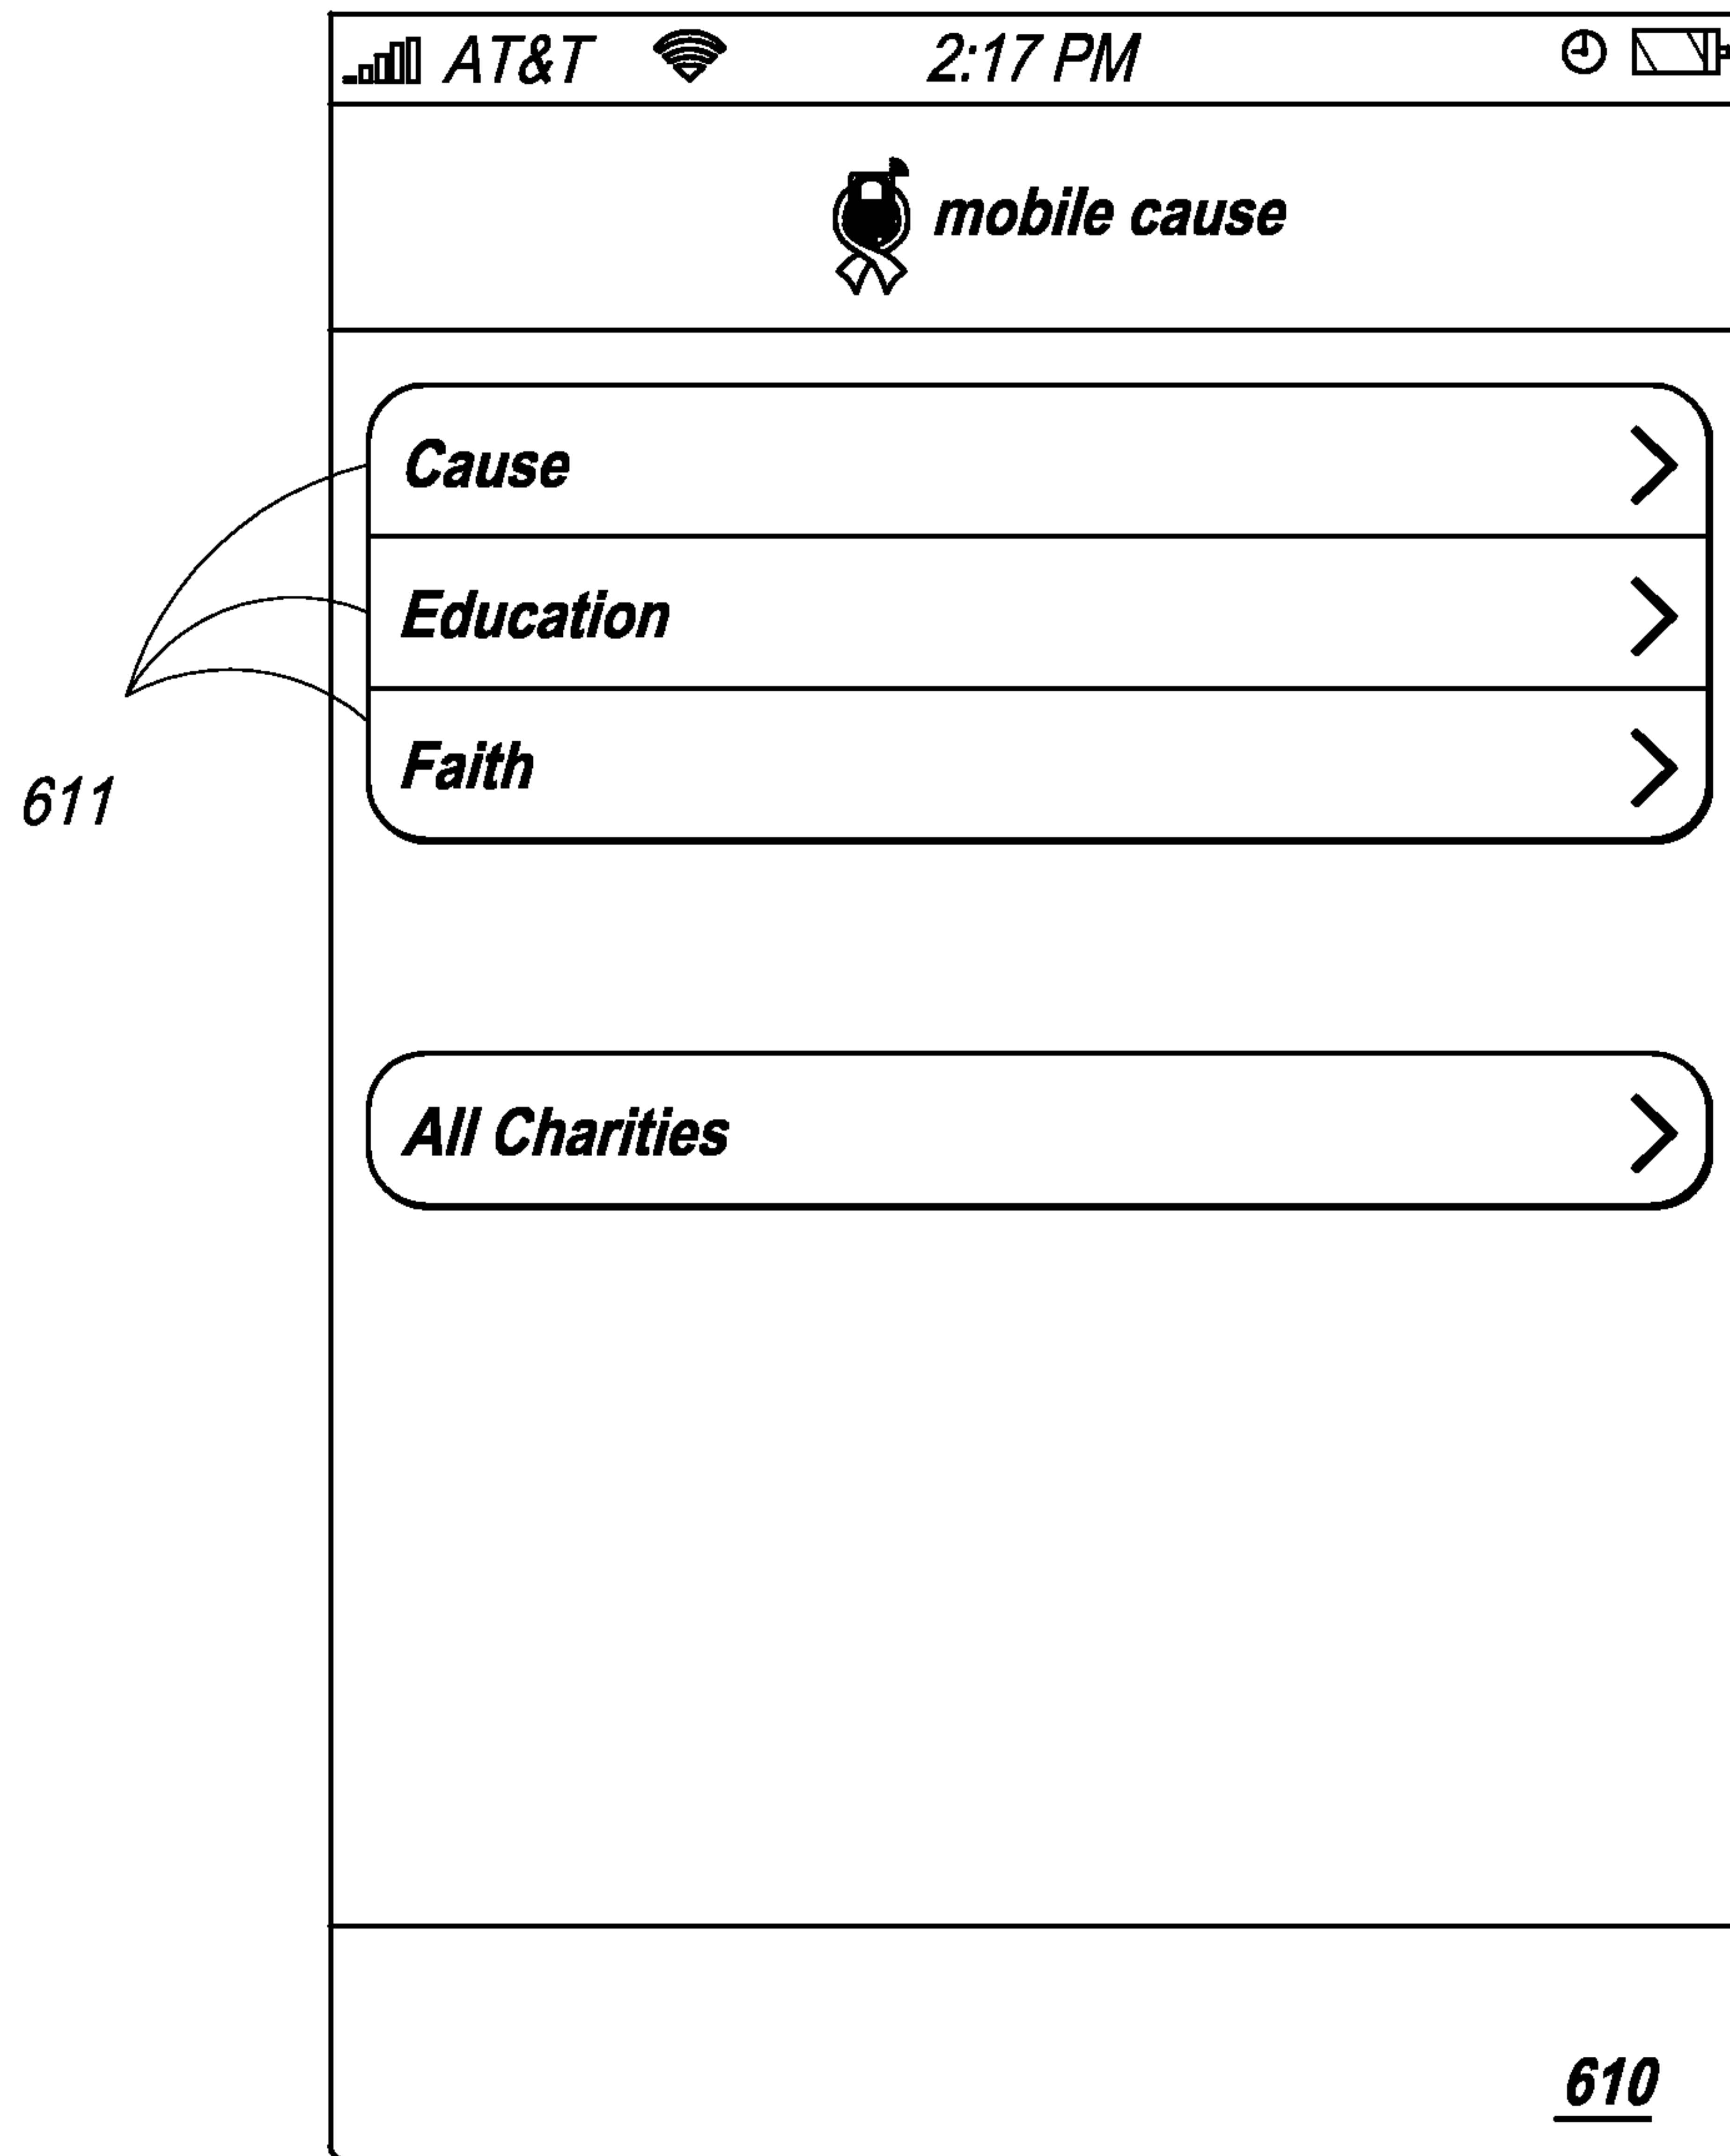 AT&T 2:17 PM
mobile cause
Cause
Education
Faith
611
All Charities
610